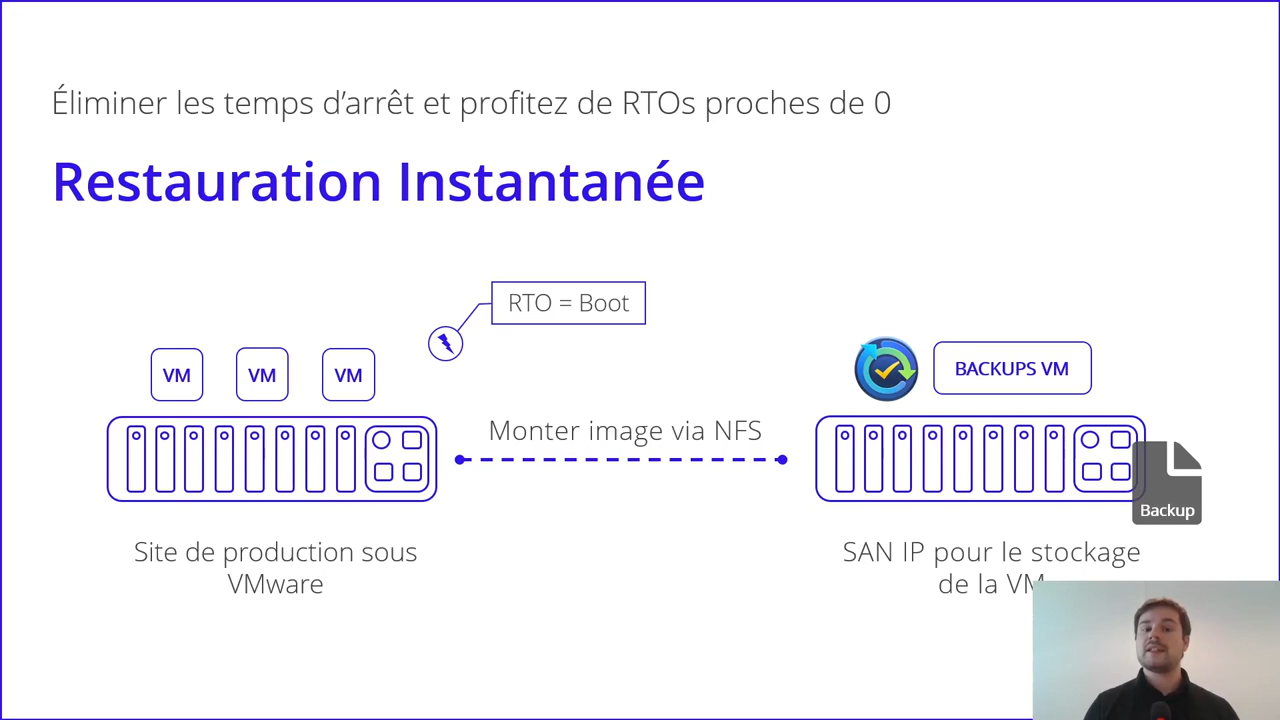 Éliminer les temps d’arrêt et profitez de RTOs proches de 0
Restauration Instantanée
RTO = Boot
VM
VM
VM
BACKUPS VM
Monter image via NFS
Backup
Site de production sous
VMware
SAN IP pour le stockage
de la VM